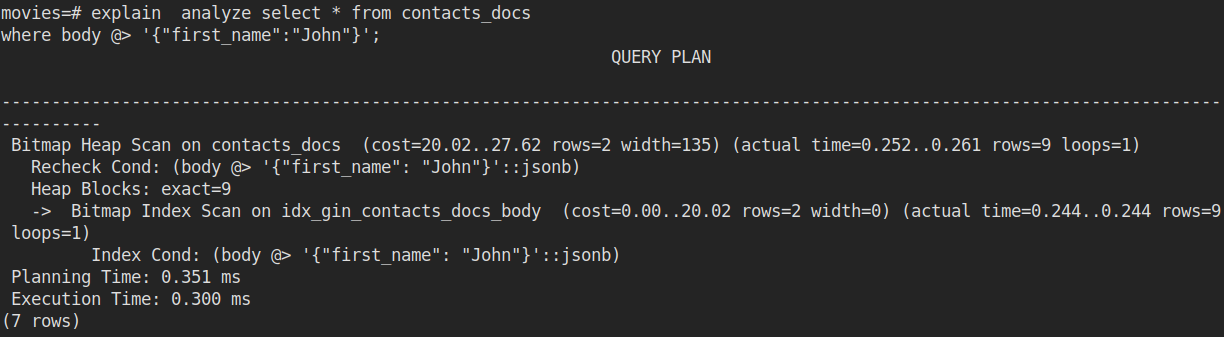 movies=# explain  analyze select * from contacts_docs
where body @> '{"first_name":"John"}';
QUERY PLAN
--------------------------------------------------------------------------------------------------------------------------
----------
 Bitmap Heap Scan on contacts_docs  (cost=20.02..27.62 rows=2 width=135) (actual time=0.252..0.261 rows=9 loops=1)
   Recheck Cond: (body @> '{"first_name": "John"}'::jsonb)
   Heap Blocks: exact=9
   ->  Bitmap Index Scan on idx_gin_contacts_docs_body  (cost=0.00..20.02 rows=2 width=0) (actual time=0.244..0.244 rows=9
 loops=1)
         Index Cond: (body @> '{"first_name": "John"}'::jsonb)
 Planning Time: 0.351 ms
 Execution Time: 0.300 ms
(7 rows)